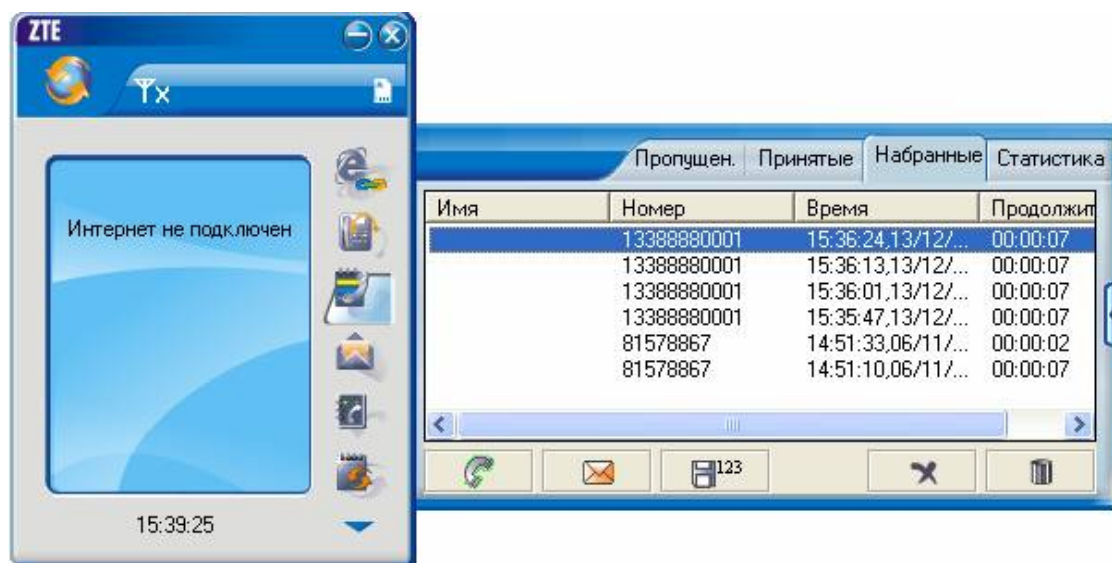 ZTE
Интернет не подключен
15:39:25
Пропущен. Принятые Набранные Статистика
Имя Номер Время Продолжит
13388880001 15:36:24,13/12/... 00:00:07
13388880001 15:36:13,13/12/... 00:00:07
13388880001 15:36:01,13/12/... 00:00:07
13388880001 15:35:47,13/12/... 00:00:07
81578867 14:51:33,06/11/... 00:00:02
81578867 14:51:10,06/11/... 00:00:07
123